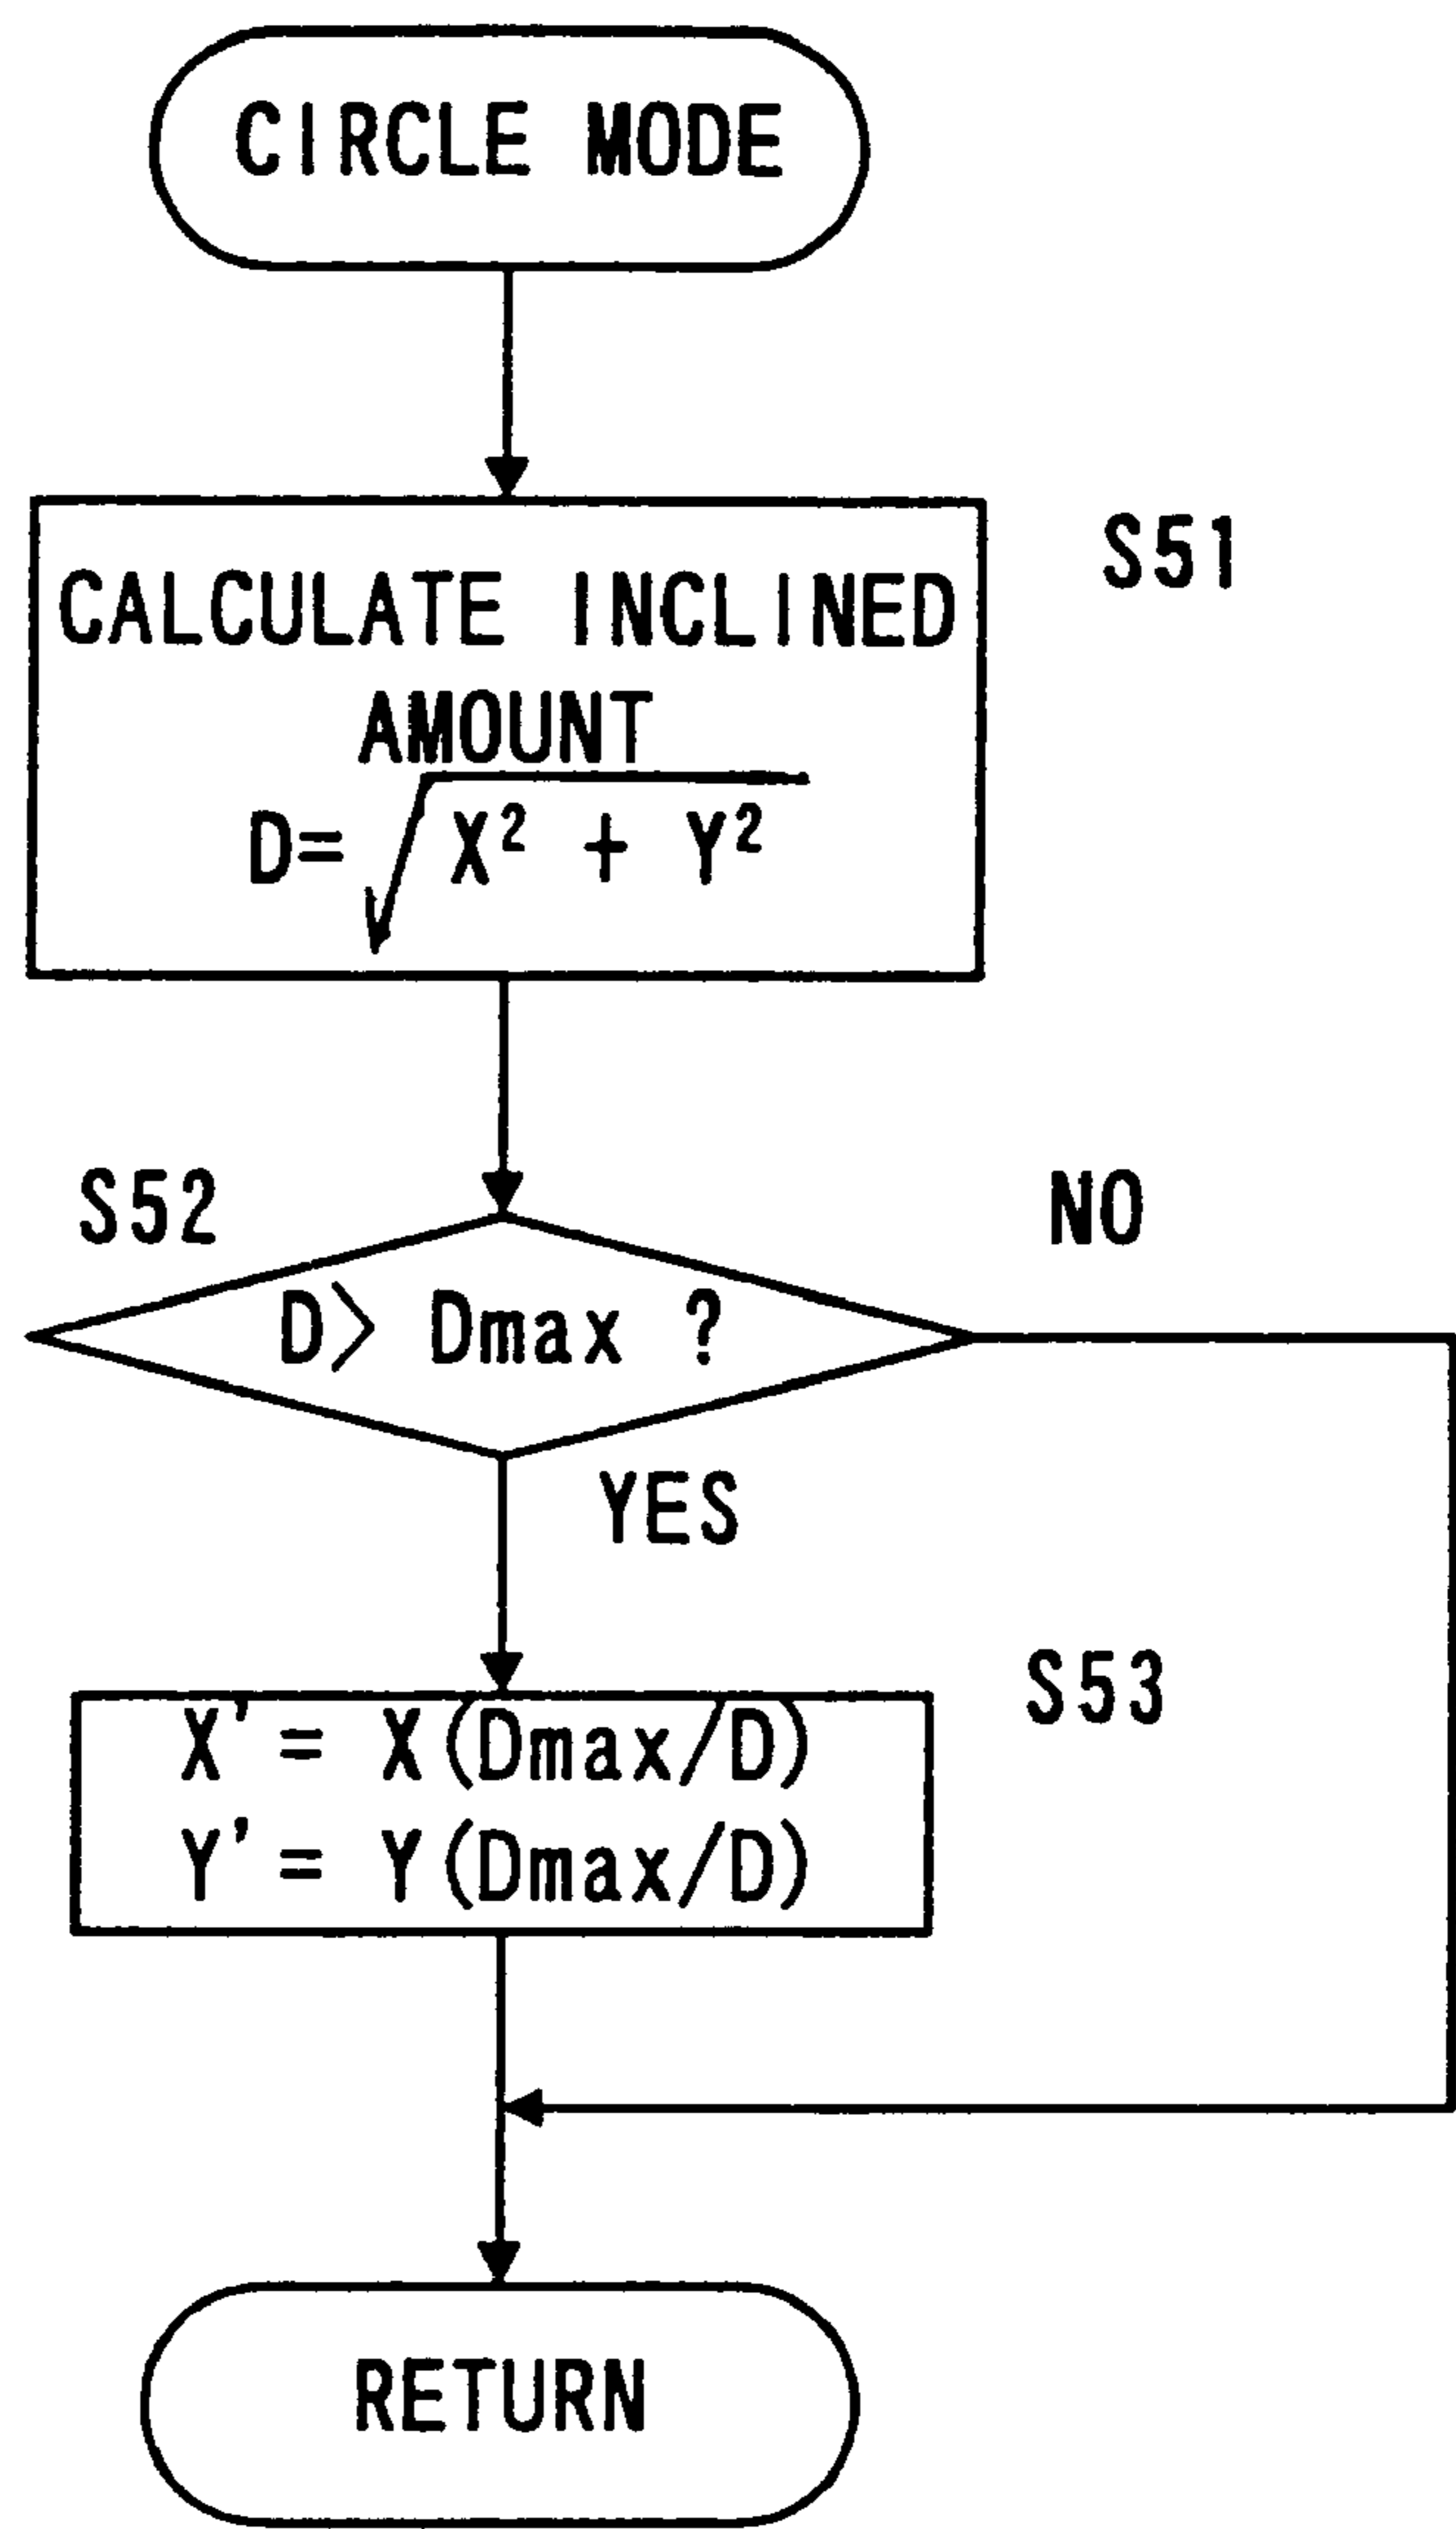 CIRCLE MODE
S51
CALCULATE INCLINED
AMOUNT
D=√X² + Y²
S52
NO
D> Dmax ?
YES
S53
X'= X(Dmax/D)
Y'= Y(Dmax/D)
RETURN